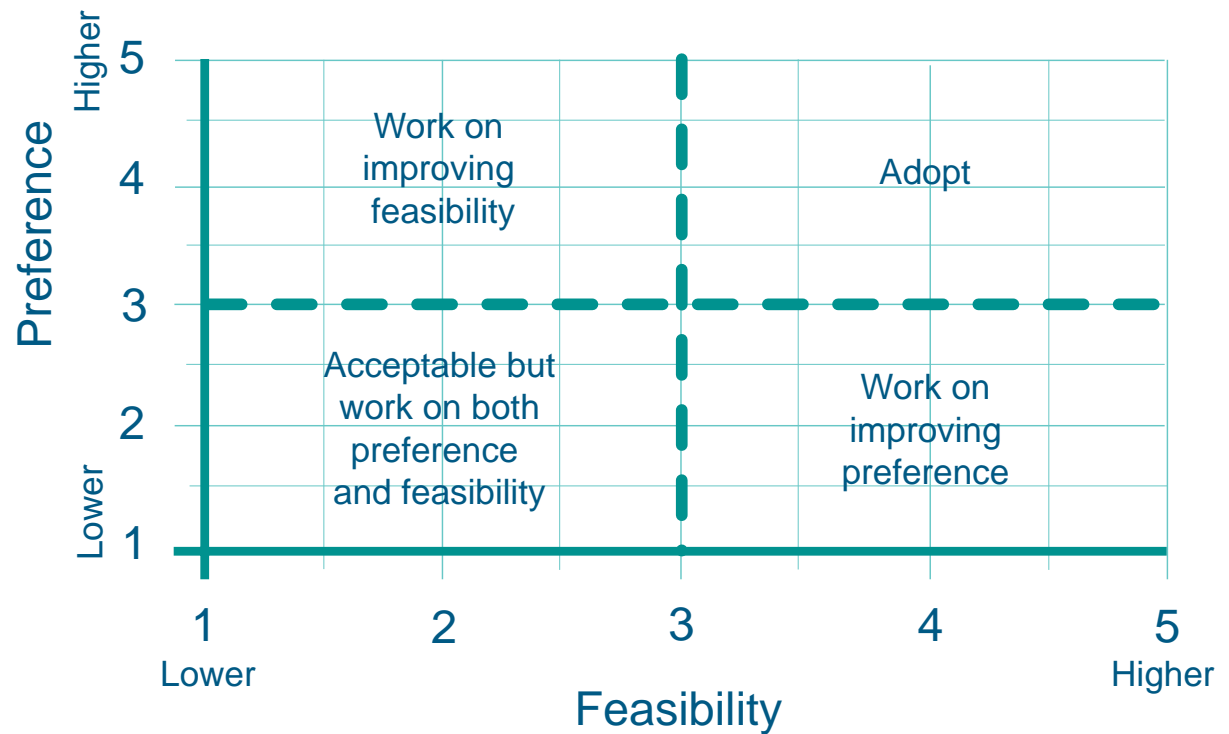 Higher
5
Work on
improving
feasibility
Adopt
Preference
4
3
Acceptable but
work on both
preference
and feasibility
Work on
improving
preference
2
Lower
1
1
2
3
4
5
Lower
Higher
Feasibility